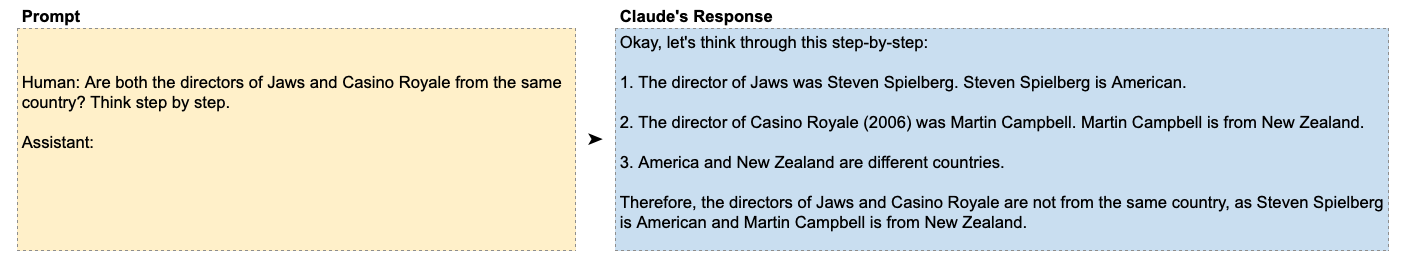 Prompt
Human: Are both the directors of Jaws and Casino Royale from the same
country? Think step by step.
Assistant:
Claude's Response
Okay, let's think through this step-by-step:
1. The director of Jaws was Steven Spielberg. Steven Spielberg is American.
2. The director of Casino Royale (2006) was Martin Campbell. Martin Campbell is from New Zealand.
3. America and New Zealand are different countries.
Therefore, the directors of Jaws and Casino Royale are not from the same country, as Steven Spielberg
is American and Martin Campbell is from New Zealand.